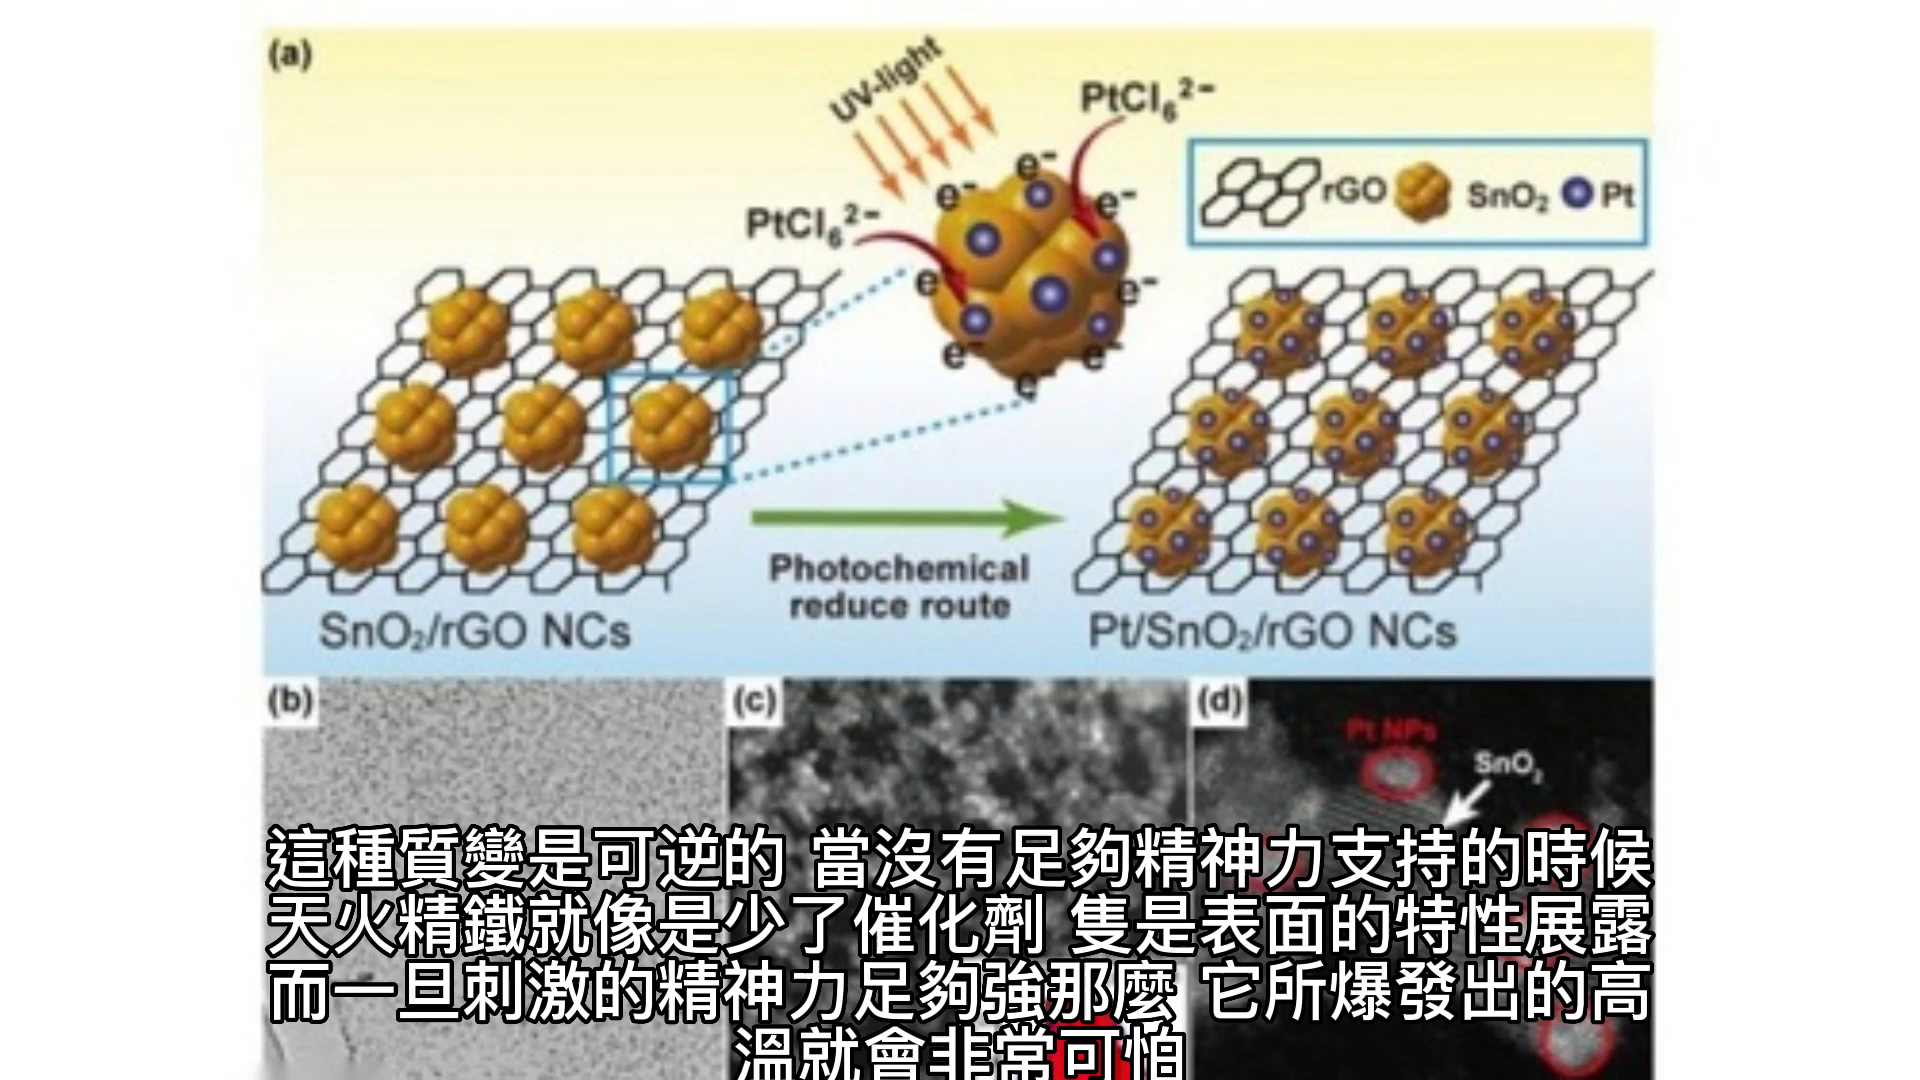 (a)
UV-light
PtCl₆²⁻
PtCl₆²⁻
e⁻
e⁻
e⁻
e
e⁻
e⁻
e⁻
e⁻
rGO SnO₂ Pt
Photochemical
reduce route
SnO₂/rGO NCs
Pt/SnO₂/rGO NCs
(b)
(c)
(d)
Pt NPs
SnO₂
這種質變是可逆的 當沒有足夠精神力支持的時候
天火精鐵就像是少了催化劑 隻是表面的特性展露
而一旦刺激的精神力足夠強那麼 它所爆發出的高
溫就會非常可怕